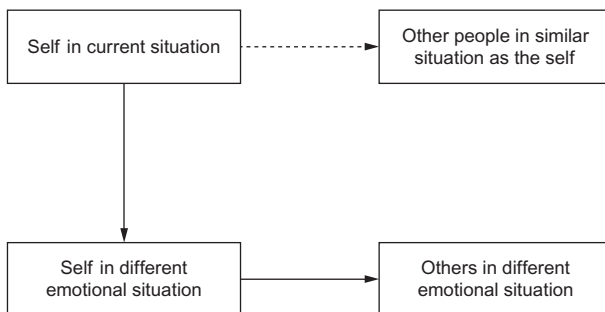 Self in current situation
Other people in similar
situation as the self
Self in different
emotional situation
Others in different
emotional situation